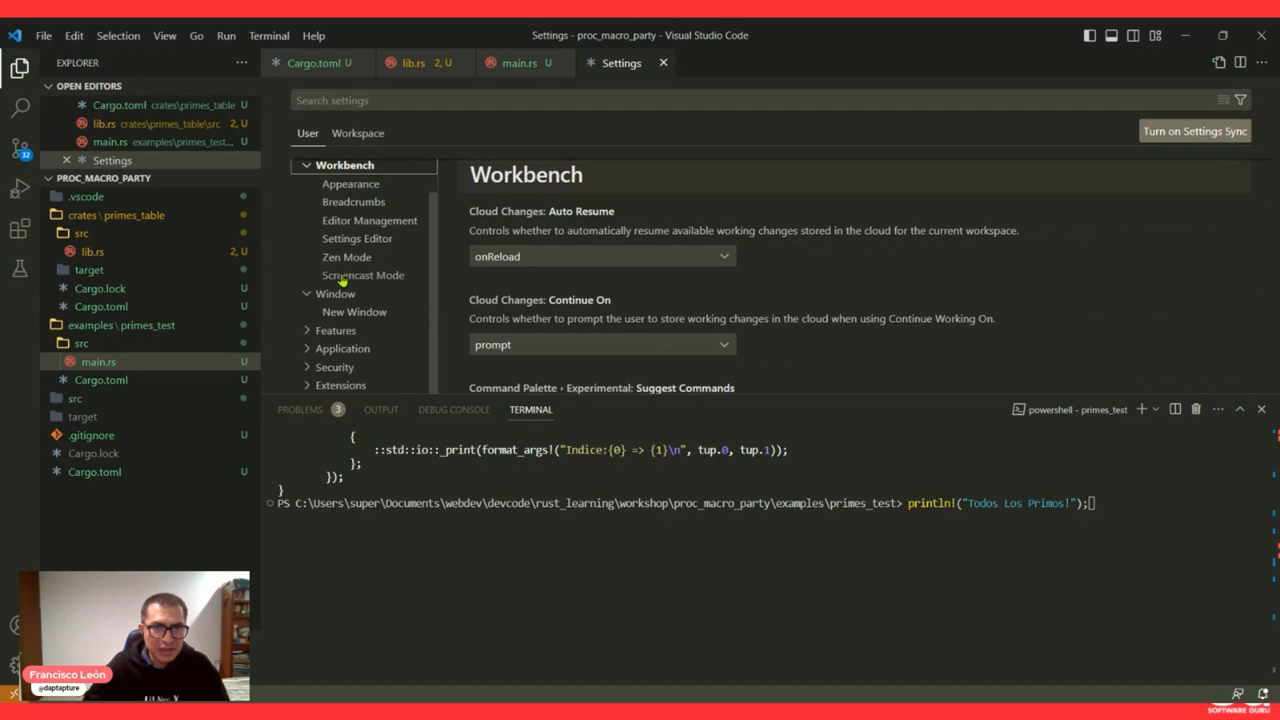 File Edit Selection View Go Run Terminal Help
Settings - proc_macro_party - Visual Studio Code
EXPLORER
OPEN EDITORS
Cargo.toml crates\primes_table U
lib.rs crates\primes_table\src 2, U
main.rs examples\primes_test... U
Settings
PROC_MACRO_PARTY
.vscode
crates \ primes_table
src
lib.rs 2, U
target
Cargo.lock U
Cargo.toml U
examples \ primes_test
src
main.rs U
Cargo.toml U
src
target
.gitignore U
Cargo.lock
Cargo.toml U
32
Cargo.toml U
lib.rs 2, U
main.rs U
Settings
Search settings
User Workspace
Turn on Settings Sync
Workbench
Appearance
Breadcrumbs
Editor Management
Settings Editor
Zen Mode
Screencast Mode
Window
New Window
Features
Application
Security
Extensions
Workbench
Cloud Changes: Auto Resume
Controls whether to automatically resume available working changes stored in the cloud for the current workspace.
onReload
Cloud Changes: Continue On
Controls whether to prompt the user to store working changes in the cloud when using Continue Working On.
prompt
Command Palette › Experimental: Suggest Commands
PROBLEMS 3 OUTPUT DEBUG CONSOLE TERMINAL
powershell - primes_test
{
::std::io::_print(format_args!("Indice:{0} => {1}\n", tup.0, tup.1));
};
});
}
PS C:\Users\super\Documents\webdev\devcode\rust_learning\workshop\proc_macro_party\examples\primes_test> println!("Todos Los Primos!");
Francisco León
@daptapture
SOFTWARE GURU